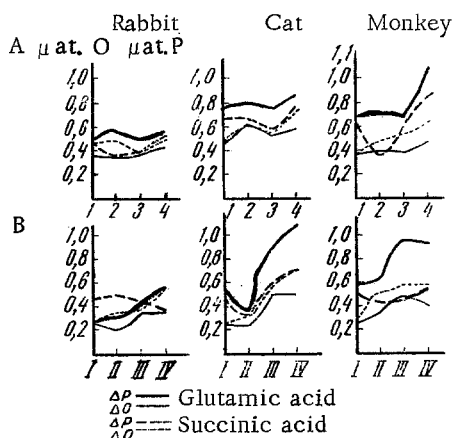 Rabbit Cat Monkey
A μ at. O μ at. P
1,1
1,0 1,0 1,0
0,8 0,8 0,8
0,6 0,6 0,6
0,4 0,4 0,4
0,2 0,2 0,2
1 2 3 4 1 2 3 4 1 2 3 4
B
1,0 1,0 1,0
0,8 0,8 0,8
0,6 0,6 0,6
0,4 0,4 0,4
0,2 0,2 0,2
I II III IV I II III IV I II III IV
ΔP Glutamic acid
ΔO
ΔP Succinic acid
ΔO